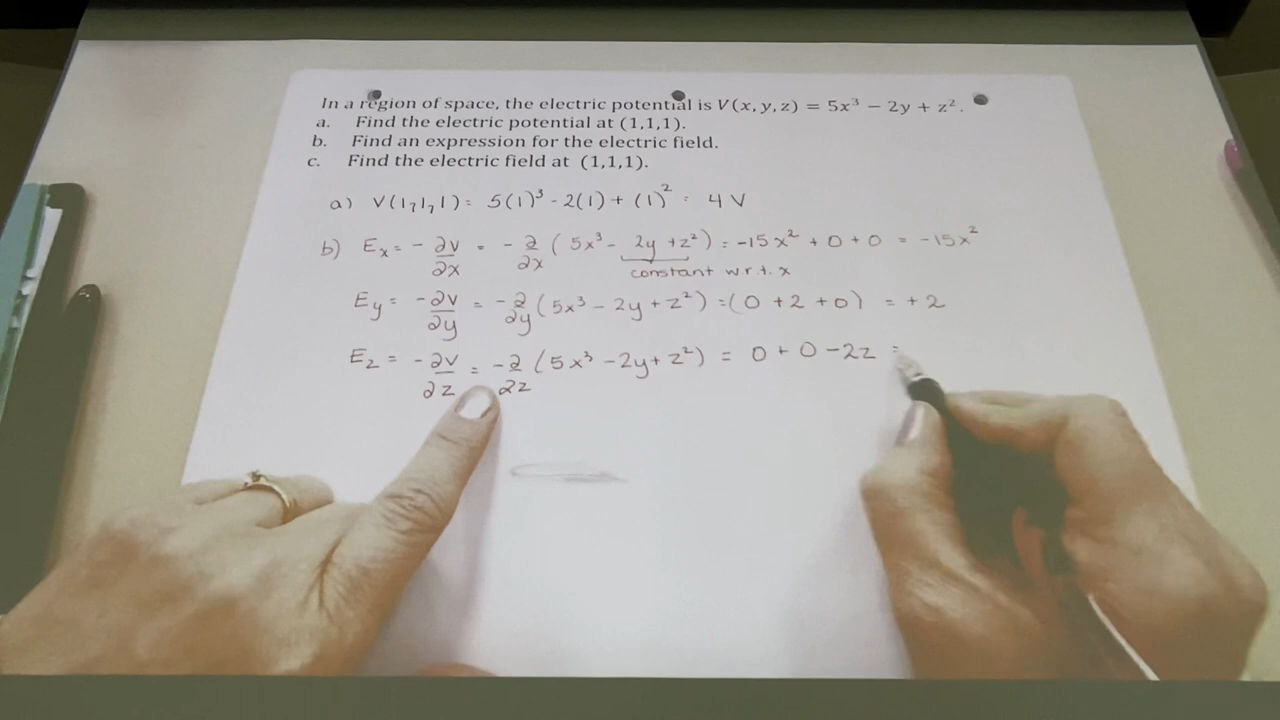 In a region of space, the electric potential is V(x, y, z) = 5x³ − 2y + z².
a. Find the electric potential at (1,1,1).
b. Find an expression for the electric field.
c. Find the electric field at (1,1,1).
a) V(1,1,1) = 5(1)³ - 2(1) + (1)² = 4 V
b) Eₓ = - ∂V/∂x = - ∂/∂x (5x³ - 2y + z²) = -15x² + 0 + 0 = -15x²
constant w.r.t. x
Ey = -∂V/∂y = -∂/∂y (5x³ - 2y + z²) = (0 + 2 + 0) = +2
Ez = -∂V/∂z = -∂/∂z (5x³ - 2y + z²) = 0 + 0 - 2z =